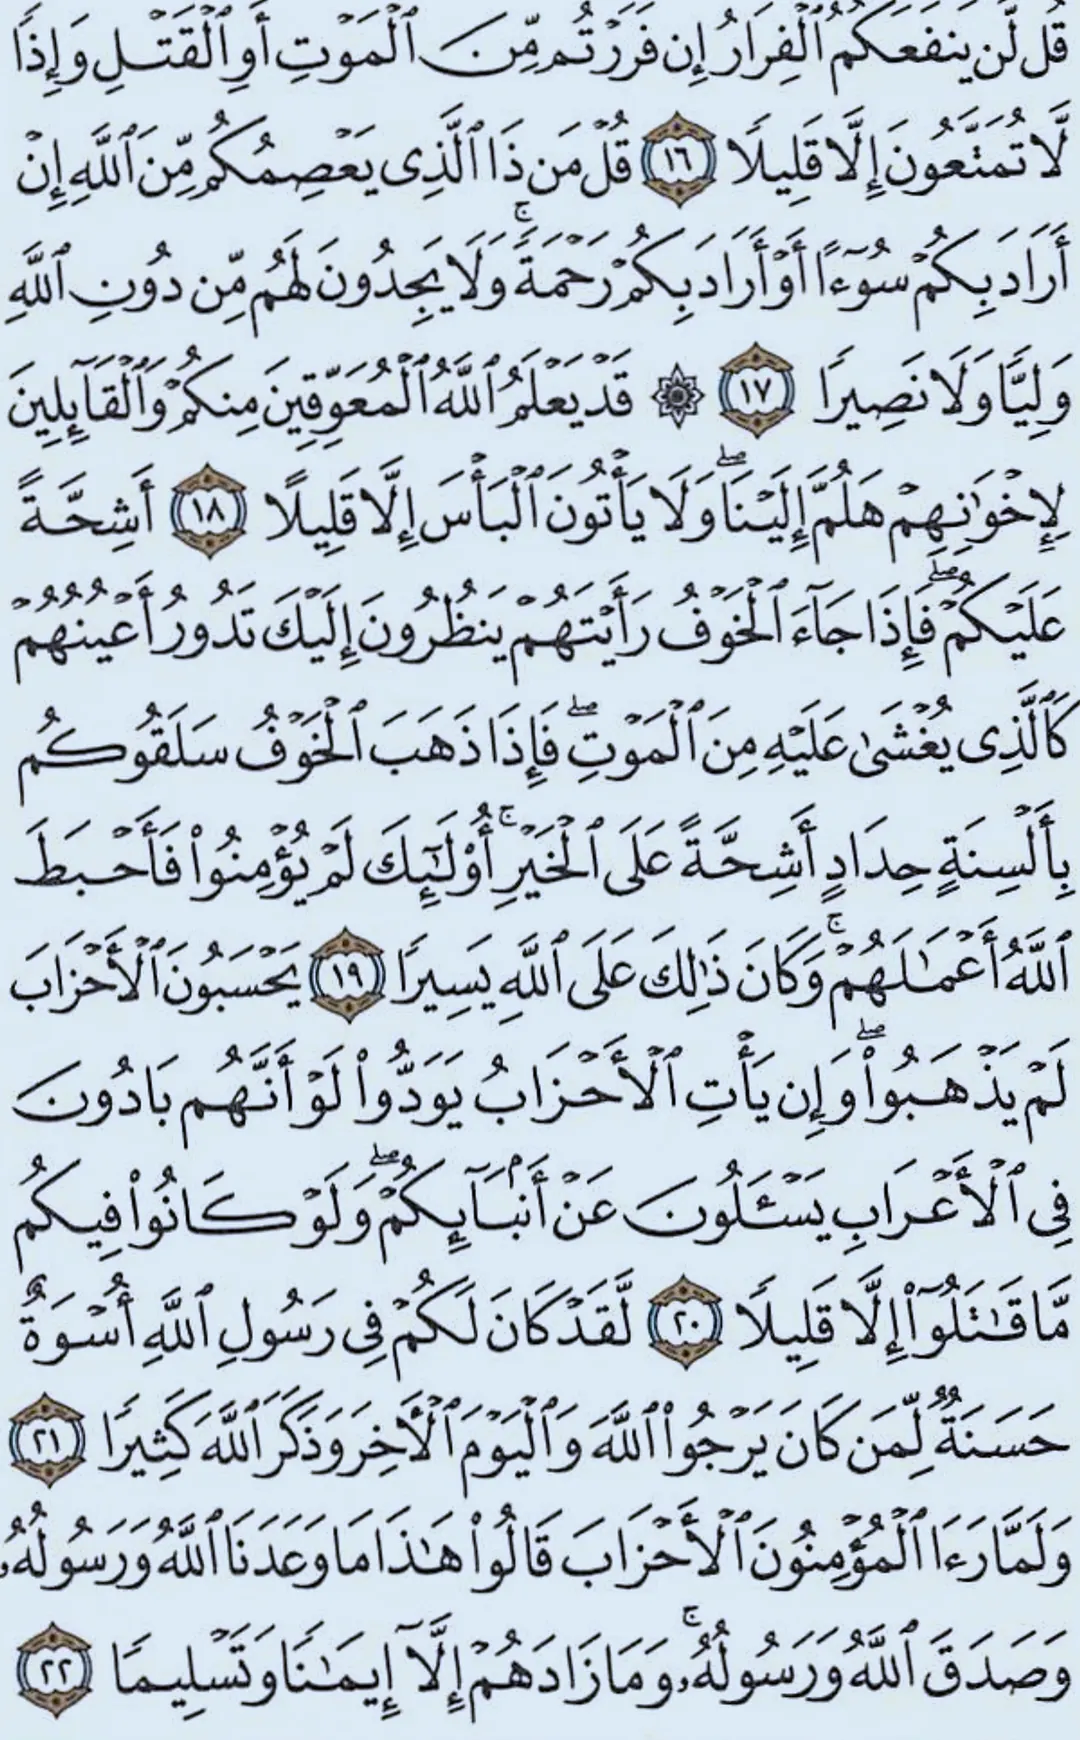 قُل لَّن يَنفَعَكُمُ ٱلْفِرَارُ إِن فَرَرْتُم مِّنَ ٱلْمَوْتِ أَوِ ٱلْقَتْلِ وَإِذًا
لَّا تُمَتَّعُونَ إِلَّا قَلِيلًا ١٦ قُلْ مَن ذَا ٱلَّذِى يَعْصِمُكُم مِّنَ ٱللَّهِ إِنْ
أَرَادَ بِكُمْ سُوٓءًا أَوْ أَرَادَ بِكُمْ رَحْمَةً ۚ وَلَا يَجِدُونَ لَهُم مِّن دُونِ ٱللَّهِ
وَلِيًّا وَلَا نَصِيرًا ١٧ ۞ قَدْ يَعْلَمُ ٱللَّهُ ٱلْمُعَوِّقِينَ مِنكُمْ وَٱلْقَآئِلِينَ
لِإِخْوَٰنِهِمْ هَلُمَّ إِلَيْنَا ۖ وَلَا يَأْتُونَ ٱلْبَأْسَ إِلَّا قَلِيلًا ١٨ أَشِحَّةً
عَلَيْكُمْ ۖ فَإِذَا جَآءَ ٱلْخَوْفُ رَأَيْتَهُمْ يَنظُرُونَ إِلَيْكَ تَدُورُ أَعْيُنُهُمْ
كَٱلَّذِى يُغْشَىٰ عَلَيْهِ مِنَ ٱلْمَوْتِ ۖ فَإِذَا ذَهَبَ ٱلْخَوْفُ سَلَقُوكُم
بِأَلْسِنَةٍ حِدَادٍ أَشِحَّةً عَلَى ٱلْخَيْرِ ۚ أُو۟لَـٰٓئِكَ لَمْ يُؤْمِنُوا۟ فَأَحْبَطَ
ٱللَّهُ أَعْمَـٰلَهُمْ ۚ وَكَانَ ذَٰلِكَ عَلَى ٱللَّهِ يَسِيرًا ١٩ يَحْسَبُونَ ٱلْأَحْزَابَ
لَمْ يَذْهَبُوا۟ ۖ وَإِن يَأْتِ ٱلْأَحْزَابُ يَوَدُّوا۟ لَوْ أَنَّهُم بَادُونَ
فِى ٱلْأَعْرَابِ يَسْـَٔلُونَ عَنْ أَنۢبَآئِكُمْ ۖ وَلَوْ كَانُوا۟ فِيكُم
مَّا قَـٰتَلُوٓا۟ إِلَّا قَلِيلًا ٢٠ لَّقَدْ كَانَ لَكُمْ فِى رَسُولِ ٱللَّهِ أُسْوَةٌ
حَسَنَةٌ لِّمَن كَانَ يَرْجُوا۟ ٱللَّهَ وَٱلْيَوْمَ ٱلْـَٔاخِرَ وَذَكَرَ ٱللَّهَ كَثِيرًا ٢١
وَلَمَّا رَءَا ٱلْمُؤْمِنُونَ ٱلْأَحْزَابَ قَالُوا۟ هَـٰذَا مَا وَعَدَنَا ٱللَّهُ وَرَسُولُهُۥ
وَصَدَقَ ٱللَّهُ وَرَسُولُهُۥ ۚ وَمَا زَادَهُمْ إِلَّآ إِيمَـٰنًا وَتَسْلِيمًا ٢٢